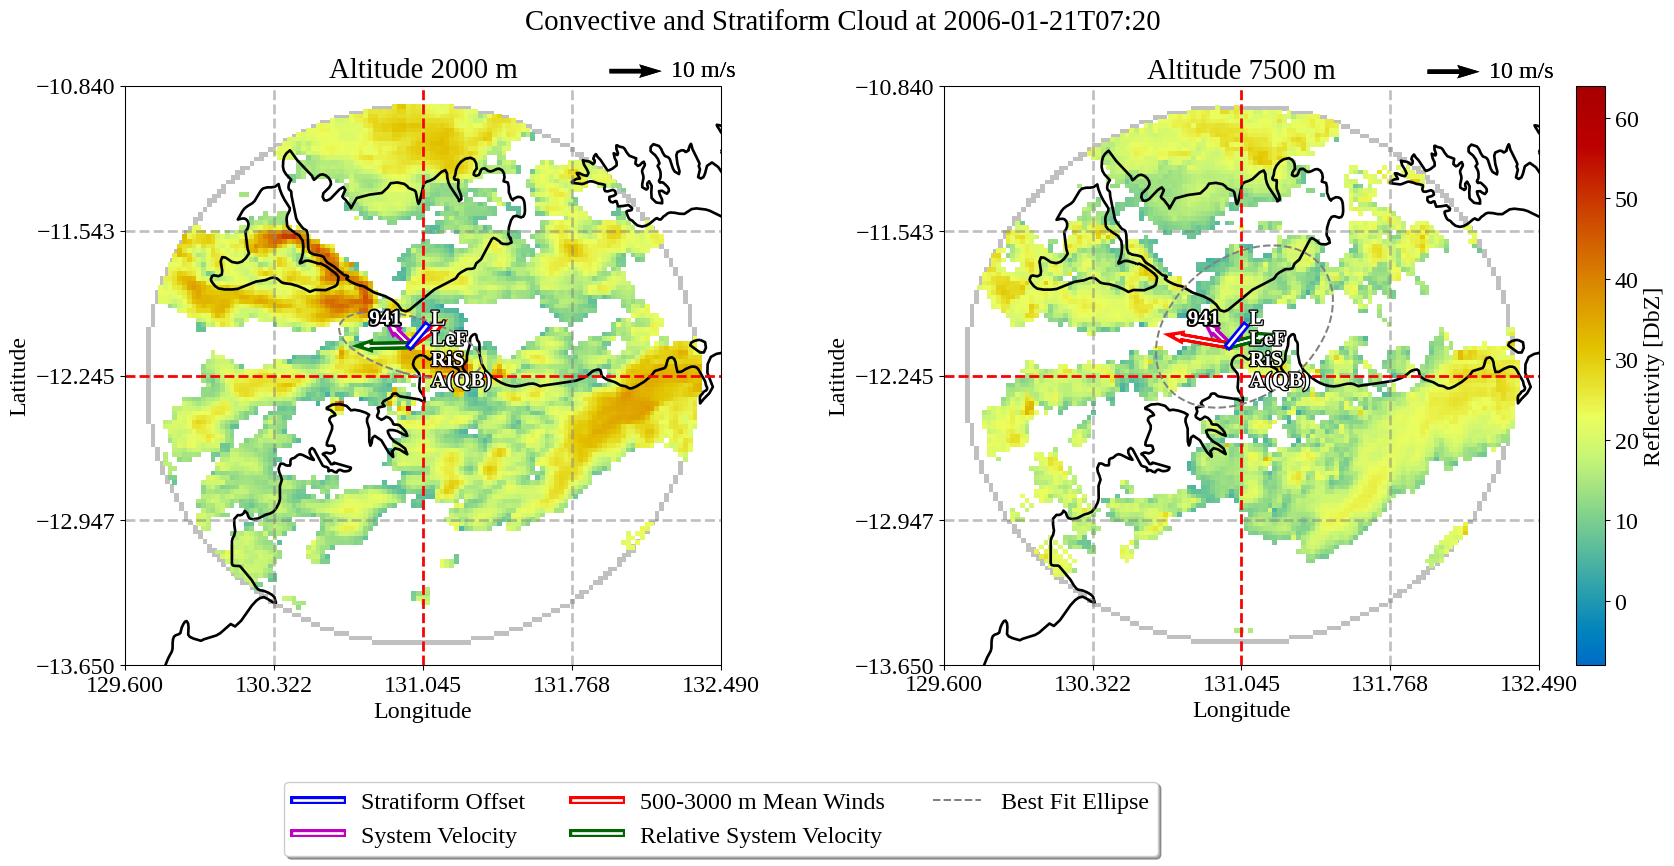 Convective and Stratiform Cloud at 2006-01-21T07:20
Altitude 2000 m
10 m/s
Altitude 7500 m
10 m/s
−10.840
−11.543
−12.245
−12.947
−13.650
129.600
130.322
131.045
131.768
132.490
Longitude
Latitude
941
L
LeF
RiS
A(QB)
−10.840
−11.543
−12.245
−12.947
−13.650
129.600
130.322
131.045
131.768
132.490
Longitude
Latitude
941
L
LeF
RiS
A(QB)
60
50
40
30
20
10
0
Reflectivity [DbZ]
Stratiform Offset
System Velocity
500-3000 m Mean Winds
Relative System Velocity
Best Fit Ellipse